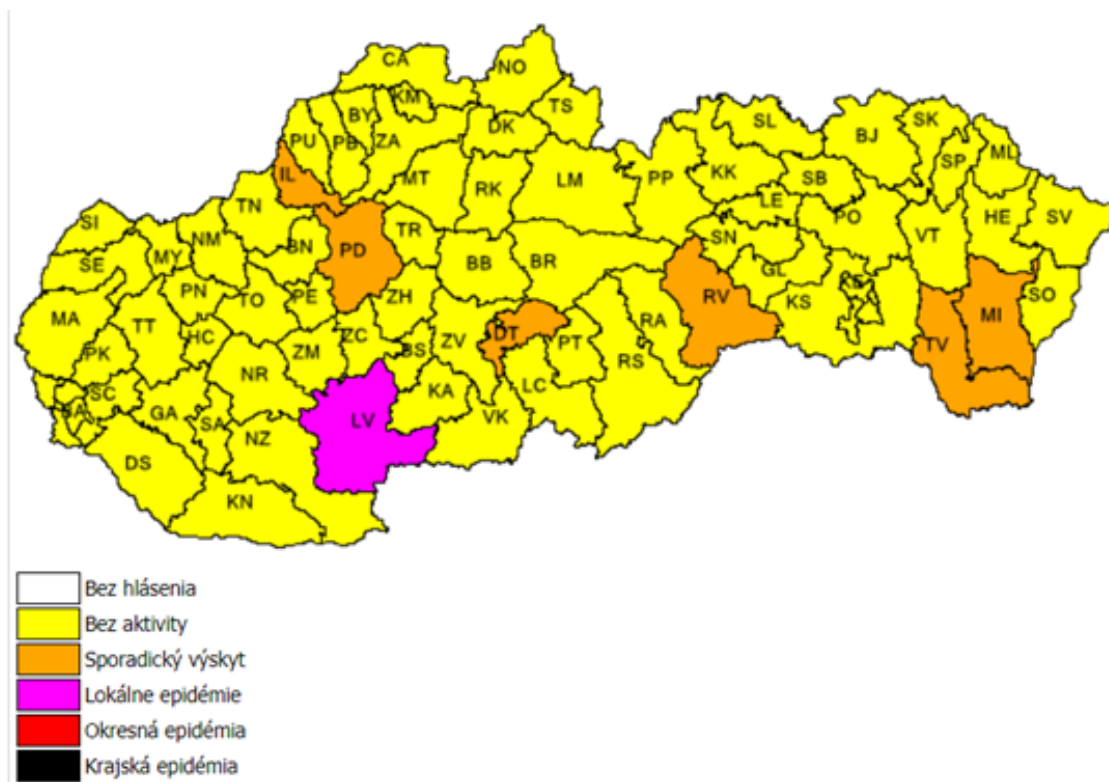 CA
NO
KM
TS
BY
PU
PB
ZA
DK
SL
BJ
SK
SP
ML
IL
MT
RK
LM
PP
KK
SB
LE
PO
HE
SV
SI
TN
NM
BN
PD
TR
BB
BR
SN
VT
SE
MY
GL
KE
KS
RV
SO
MA
TT
PN
TO
PE
ZH
MI
HC
PK
NR
ZM
ZC
BS
ZV
DT
PT
RA
RS
TV
SC
BA
GA
SA
NZ
LV
KA
VK
LC
DS
KN
Bez hlásenia
Bez aktivity
Sporadický výskyt
Lokálne epidémie
Okresná epidémia
Krajská epidémia